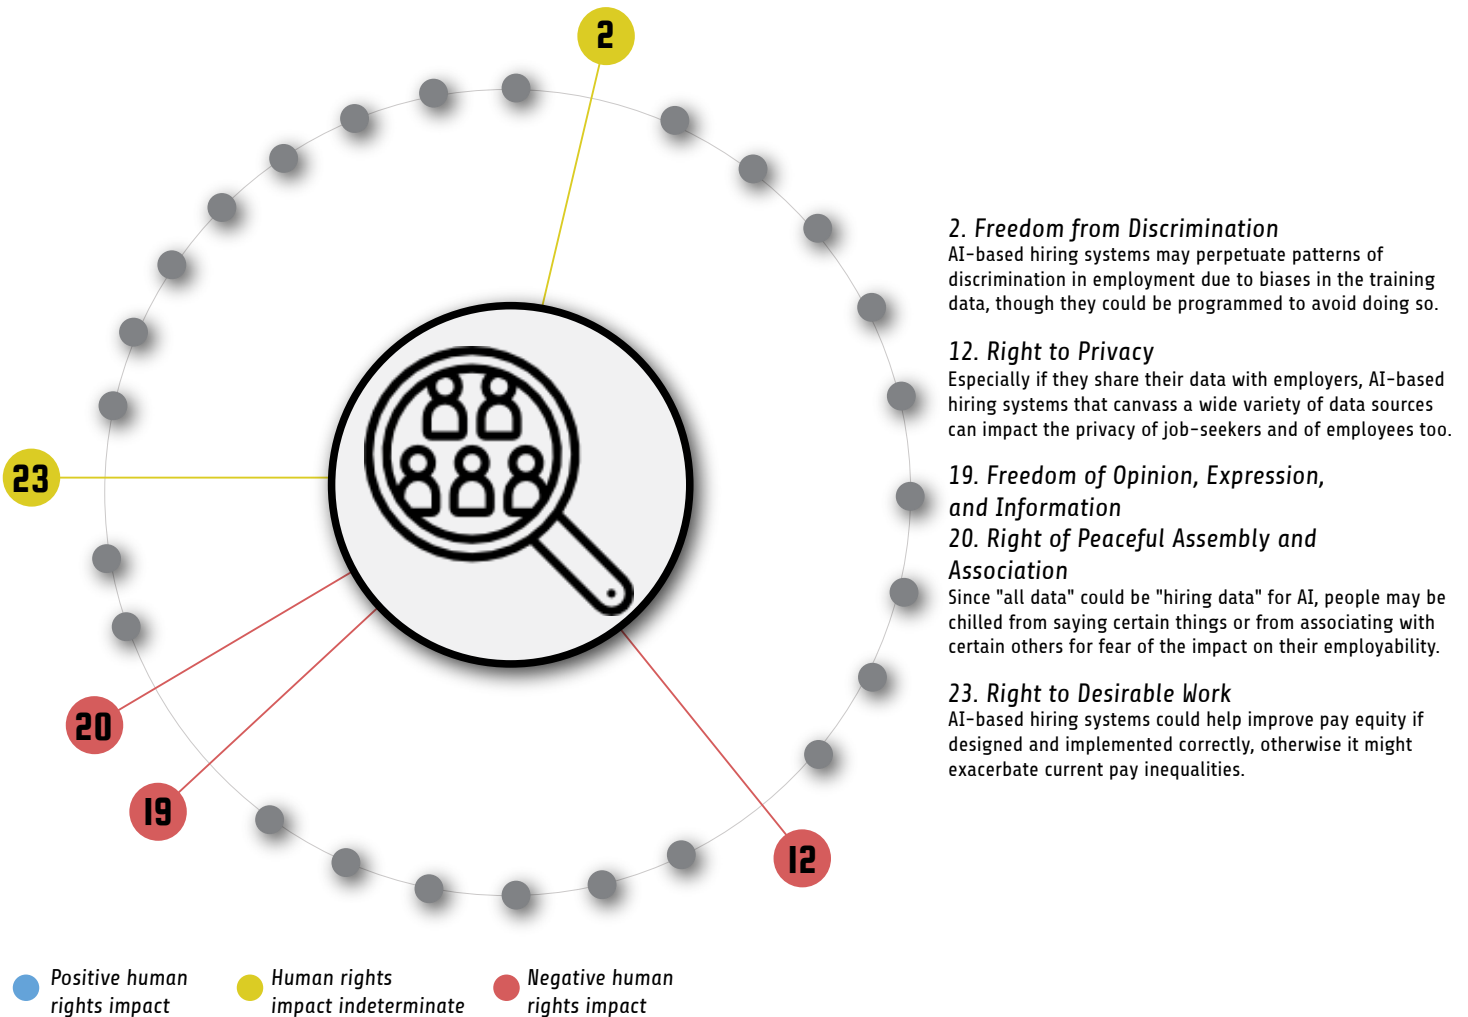 2
23
20
19
12
2. Freedom from Discrimination
AI-based hiring systems may perpetuate patterns of
discrimination in employment due to biases in the training
data, though they could be programmed to avoid doing so.
12. Right to Privacy
Especially if they share their data with employers, AI-based
hiring systems that canvass a wide variety of data sources
can impact the privacy of job-seekers and of employees too.
19. Freedom of Opinion, Expression,
and Information
20. Right of Peaceful Assembly and
Association
Since "all data" could be "hiring data" for AI, people may be
chilled from saying certain things or from associating with
certain others for fear of the impact on their employability.
23. Right to Desirable Work
AI-based hiring systems could help improve pay equity if
designed and implemented correctly, otherwise it might
exacerbate current pay inequalities.
Positive human
rights impact
Human rights
impact indeterminate
Negative human
rights impact